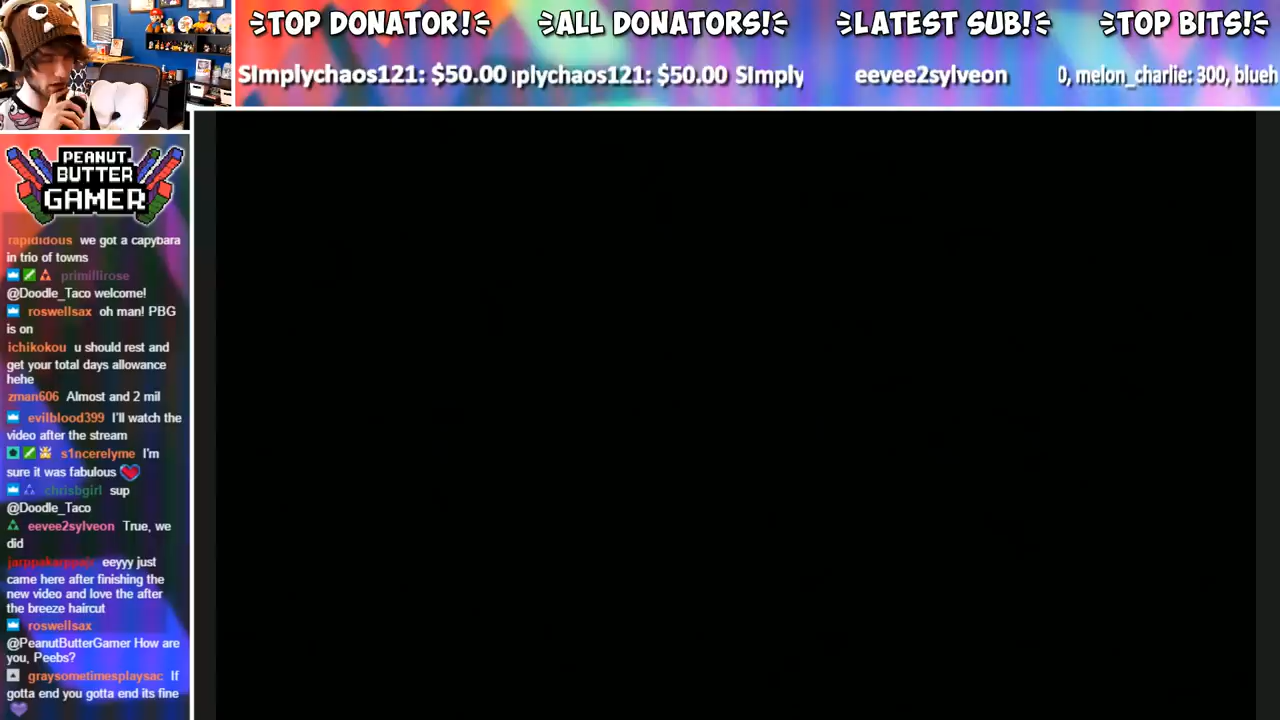 TOP DONATOR!
ALL DONATORS!
LATEST SUB!
TOP BITS!
SImplychaos121: $50.00
plychaos121: $50.00 SImply
eevee2sylveon
0, melon_charlie: 300, blueh
PEANUT
BUTTER
GAMER
rapididous we got a capybara
in trio of towns
primillirose
@Doodle_Taco welcome!
roswellsax oh man! PBG
is on
ichikokou u should rest and
get your total days allowance
hehe
zman606 Almost and 2 mil
evilblood399 I'll watch the
video after the stream
s1ncerelyme I'm
sure it was fabulous
chrisbgirl sup
@Doodle_Taco
eevee2sylveon True, we
did
eeyyy just
came here after finishing the
new video and love the after
the breeze haircut
roswellsax
@PeanutButterGamer How are
you, Peebs?
graysometimesplaysac If
gotta end you gotta end its fine